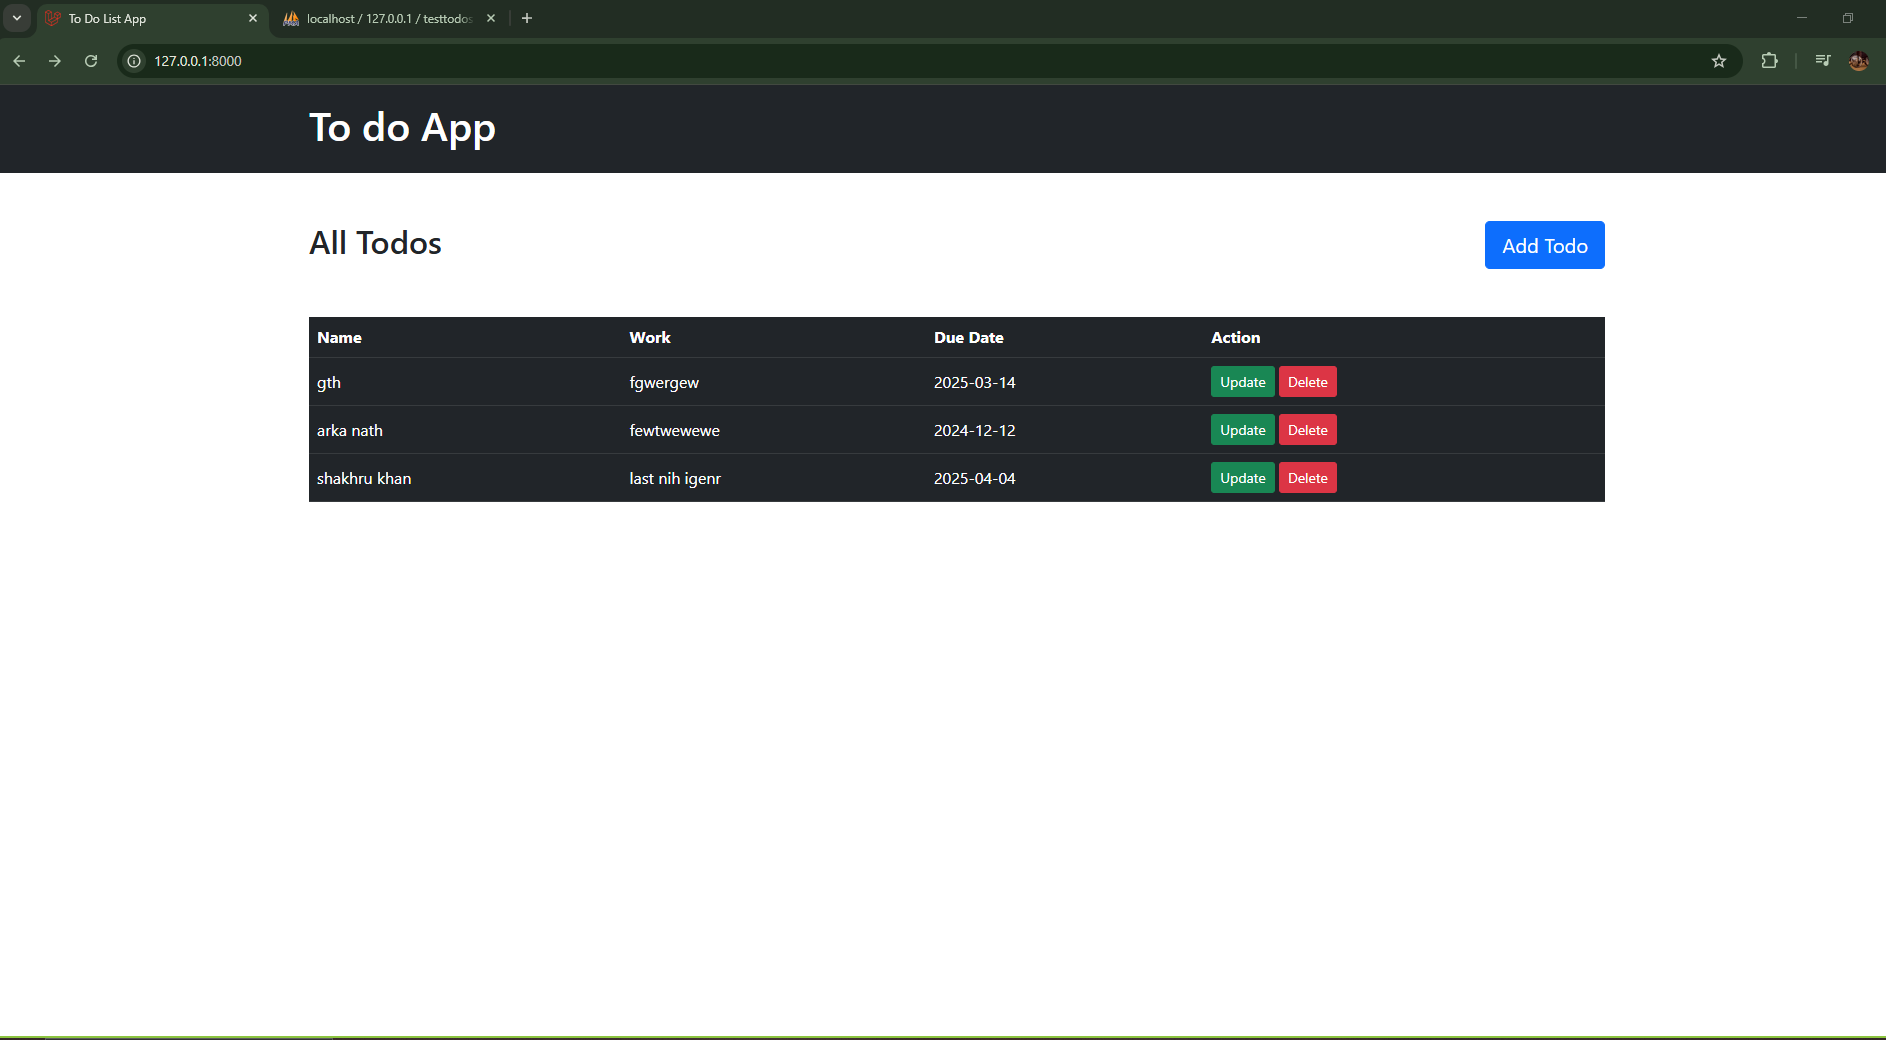 To Do List App
localhost / 127.0.0.1 / testtodos
127.0.0.1:8000
To do App
All Todos
Add Todo
Name Work Due Date Action
gth fgwergew 2025-03-14 Update Delete
arka nath fewtwewewe 2024-12-12 Update Delete
shakhru khan last nih igenr 2025-04-04 Update Delete